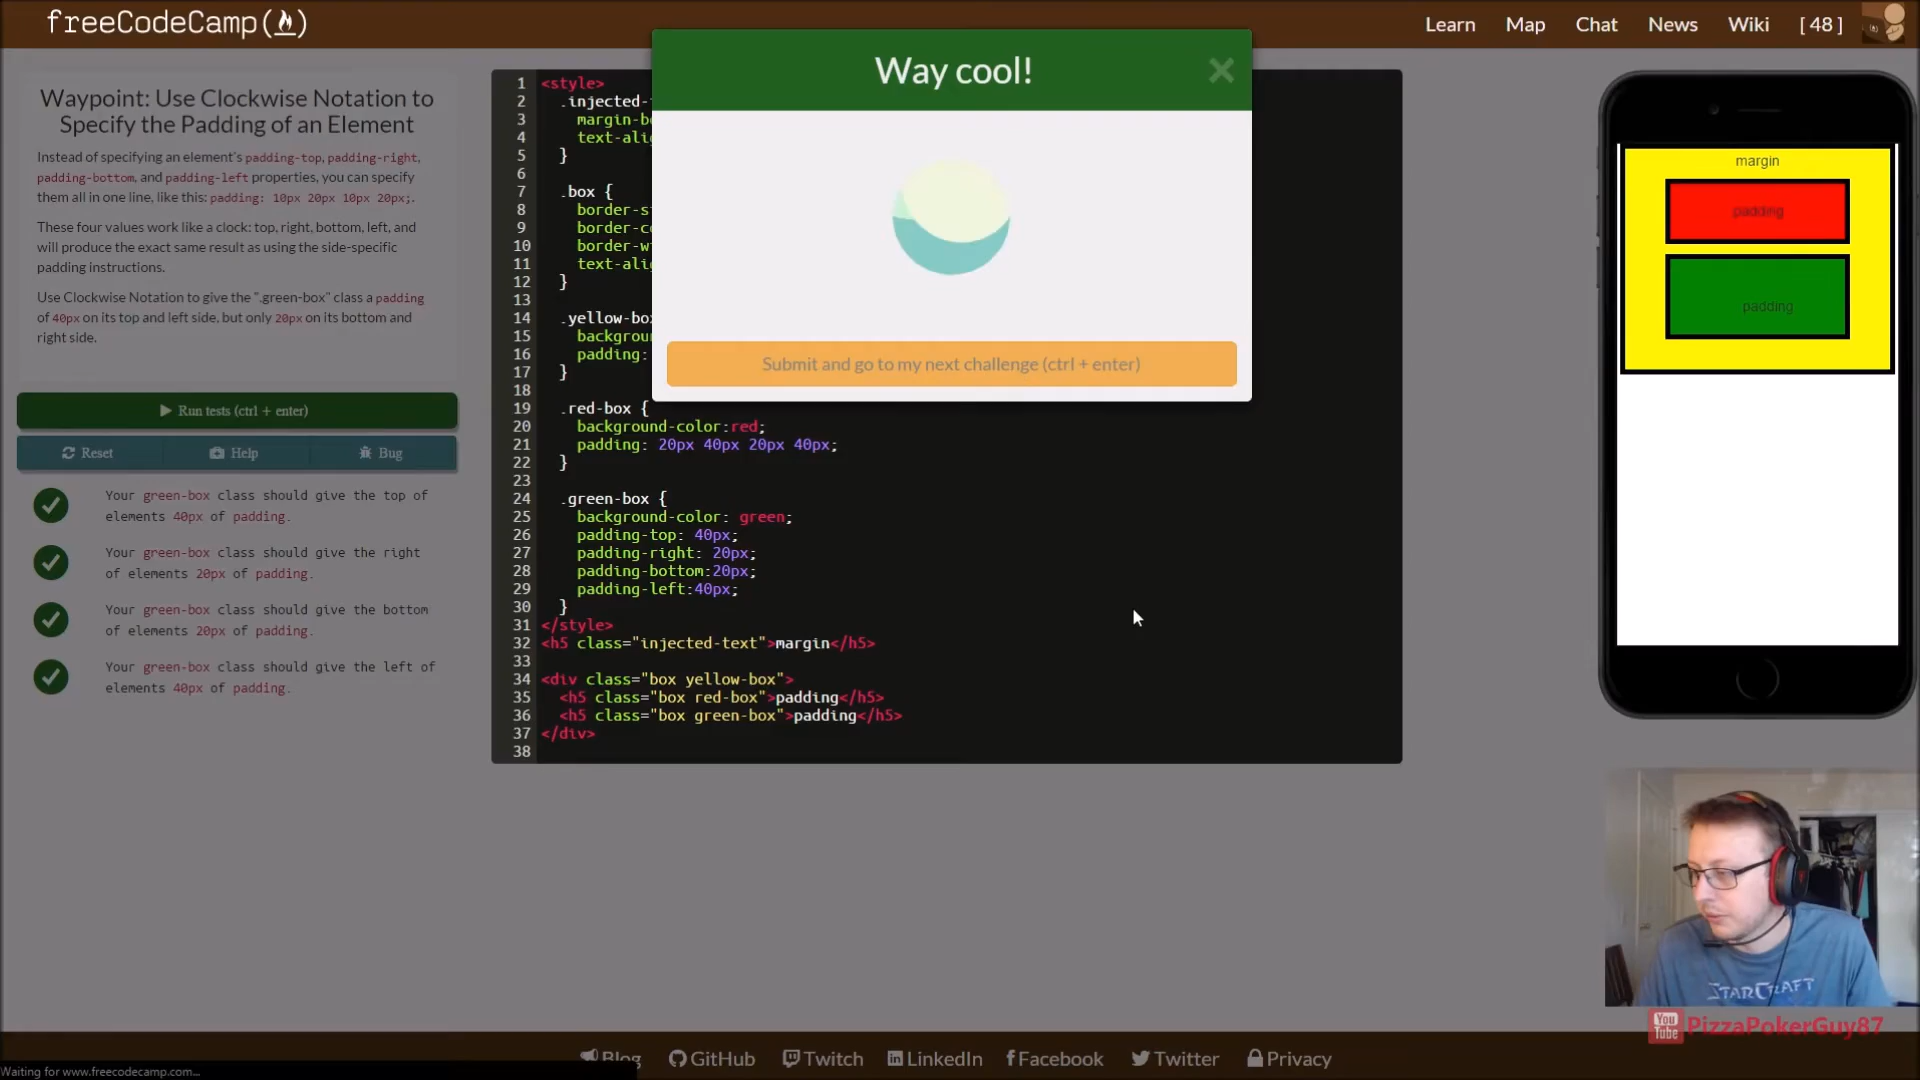 freeCodeCamp
Learn Map Chat News Wiki [ 48 ]
Waypoint: Use Clockwise Notation to
Specify the Padding of an Element
Instead of specifying an element's padding-top, padding-right,
padding-bottom, and padding-left properties, you can specify
them all in one line, like this: padding: 10px 20px 10px 20px;.
These four values work like a clock: top, right, bottom, left, and
will produce the exact same result as using the side-specific
padding instructions.
Use Clockwise Notation to give the ".green-box" class a padding
of 40px on its top and left side, but only 20px on its bottom and
right side.
Run tests (ctrl + enter)
Reset Help Bug
Your green-box class should give the top of
elements 40px of padding.
Your green-box class should give the right
of elements 20px of padding.
Your green-box class should give the bottom
of elements 20px of padding.
Your green-box class should give the left of
elements 40px of padding.
1 <style>
2 .injected-
3 margin-b
4 text-ali
5 }
6
7 .box {
8 border-s
9 border-c
10 border-w
11 text-ali
12 }
13
14 .yellow-bo
15 backgrou
16 padding:
17 }
18
19 .red-box {
20 background-color:red;
21 padding: 20px 40px 20px 40px;
22 }
23
24 .green-box {
25 background-color: green;
26 padding-top: 40px;
27 padding-right: 20px;
28 padding-bottom:20px;
29 padding-left:40px;
30 }
31 </style>
32 <h5 class="injected-text">margin</h5>
33
34 <div class="box yellow-box">
35 <h5 class="box red-box">padding</h5>
36 <h5 class="box green-box">padding</h5>
37 </div>
38
Way cool!
×
Submit and go to my next challenge (ctrl + enter)
margin
padding
padding
STARCRAFT
You Tube PizzaPokerGuy87
Blog GitHub Twitch LinkedIn Facebook Twitter Privacy
Waiting for www.freecodecamp.com...